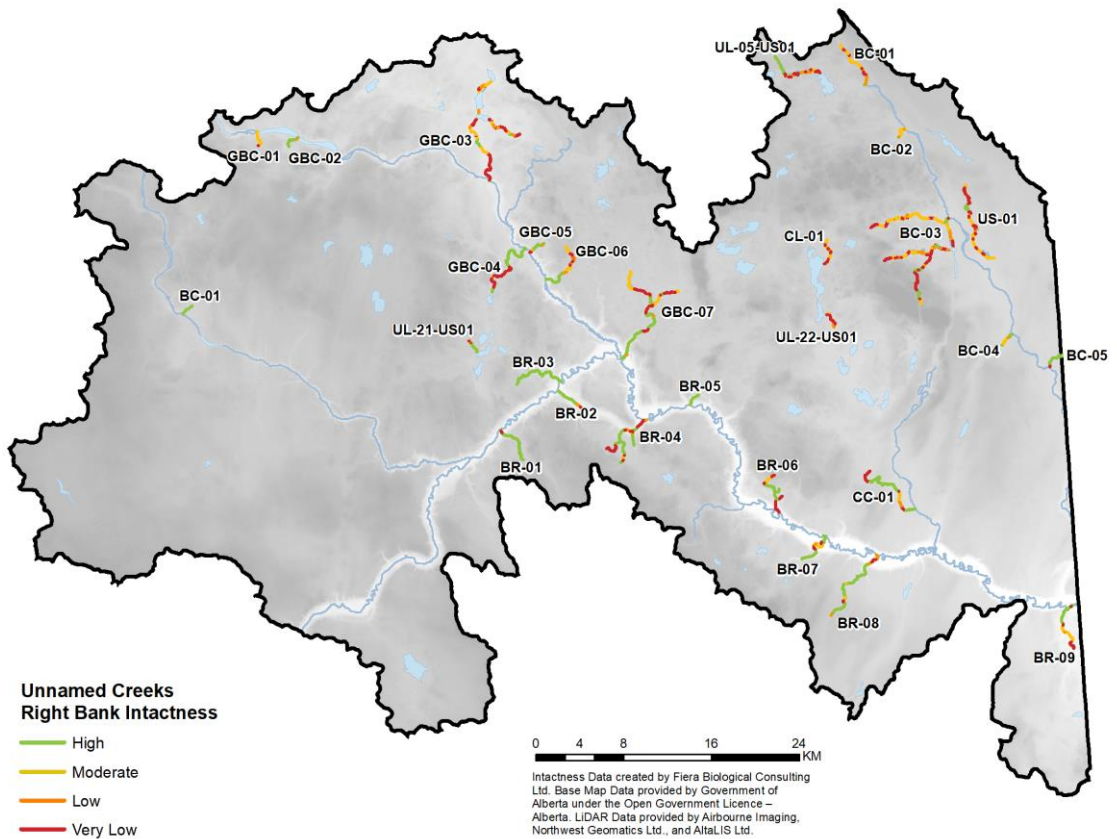 UL-05-US01
BC-01
BC-02
GBC-01
GBC-02
GBC-03
US-01
BC-03
CL-01
GBC-05
GBC-06
GBC-04
BC-01
GBC-07
UL-21-US01
UL-22-US01
BC-04
BC-05
BR-03
BR-05
BR-02
BR-04
BR-01
BR-06
CC-01
BR-07
BR-08
BR-09
Unnamed Creeks
Right Bank Intactness
High
Moderate
Low
Very Low
0 4 8 16 24
KM
Intactness Data created by Fiera Biological Consulting
Ltd. Base Map Data provided by Government of
Alberta under the Open Government Licence –
Alberta. LiDAR Data provided by Airbourne Imaging,
Northwest Geomatics Ltd., and AltaLIS Ltd.